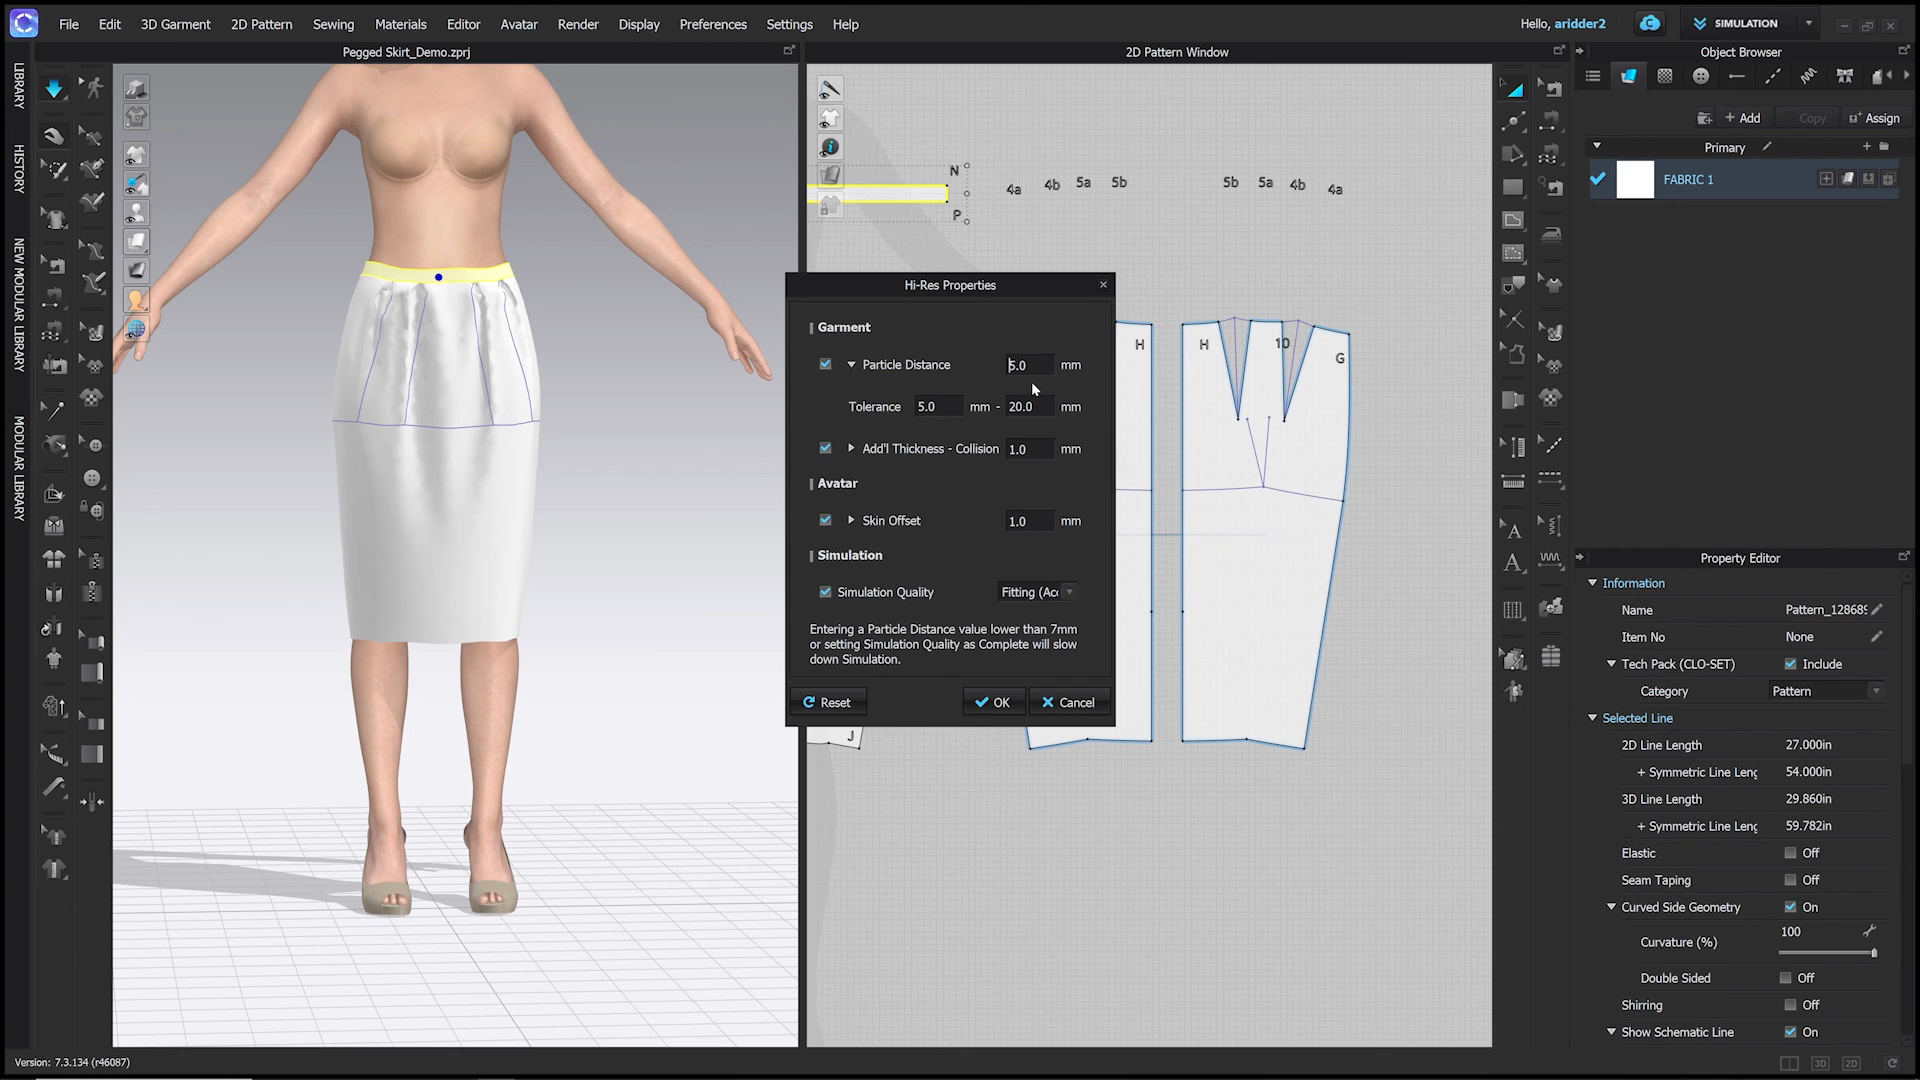 File Edit 3D Garment 2D Pattern Sewing Materials Editor Avatar Render Display Preferences Settings Help
Hello, aridder2
SIMULATION
Pegged Skirt_Demo.zprj
2D Pattern Window
Object Browser
LIBRARY
HISTORY
NEW MODULAR LIBRARY
MODULAR LIBRARY
+ Add
Copy
Assign
Primary
FABRIC 1
N
P
4a 4b 5a 5b
5b 5a 4b 4a
H
H
10
G
J
Hi-Res Properties
Garment
Particle Distance 5.0 mm
Tolerance 5.0 mm - 20.0 mm
Add'l Thickness - Collision 1.0 mm
Avatar
Skin Offset 1.0 mm
Simulation
Simulation Quality Fitting (Acc
Entering a Particle Distance value lower than 7mm
or setting Simulation Quality as Complete will slow
down Simulation.
Reset
OK
Cancel
Property Editor
Information
Name Pattern_128689
Item No None
Tech Pack (CLO-SET) Include
Category Pattern
Selected Line
2D Line Length 27.000in
+ Symmetric Line Leng 54.000in
3D Line Length 29.860in
+ Symmetric Line Leng 59.782in
Elastic Off
Seam Taping Off
Curved Side Geometry On
Curvature (%) 100
Double Sided Off
Shirring Off
Show Schematic Line On
Version: 7.3.134 (r46087)
3D 2D